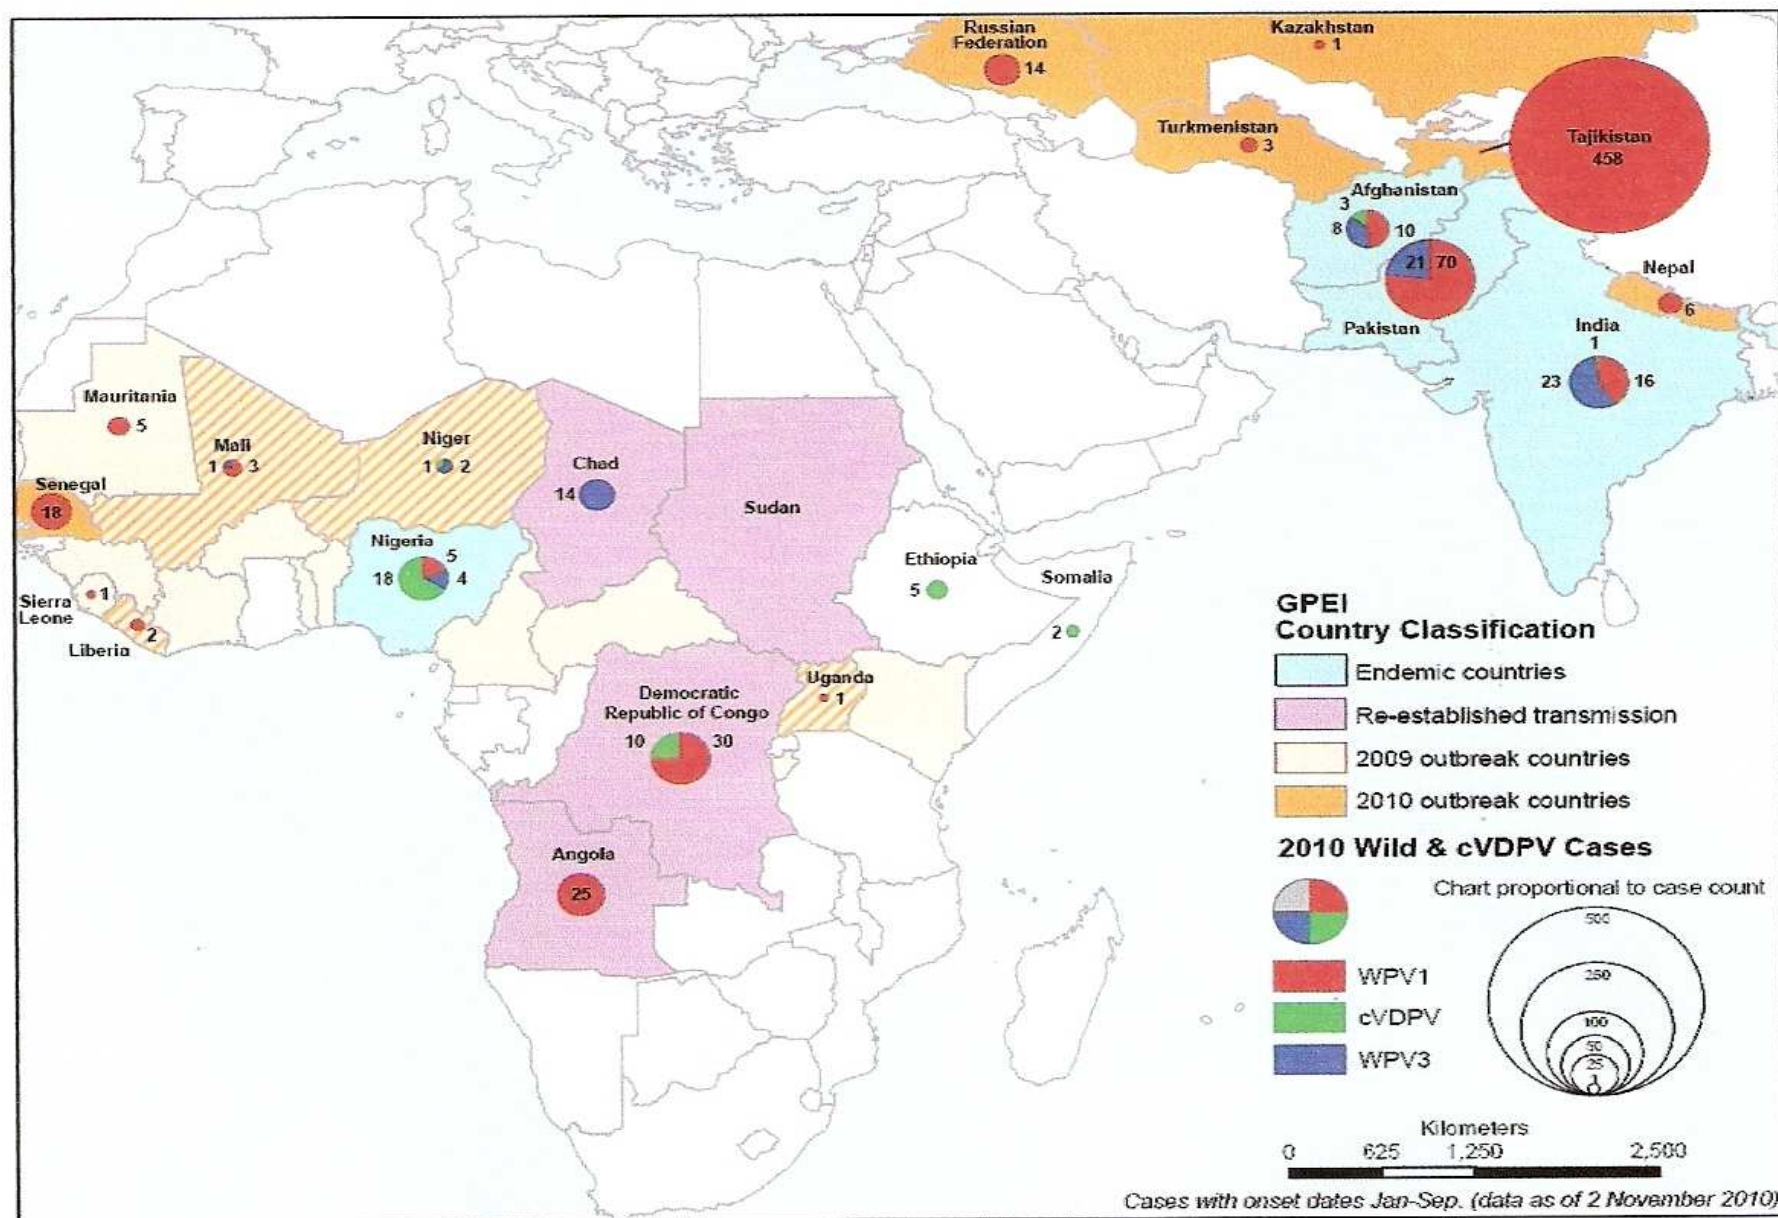 Russian
Federation
14
Kazakhstan
1
Turkmenistan
3
Tajikistan
458
Afghanistan
3
8
10
21
70
Pakistan
Nepal
6
India
1
23
16
Mauritania
5
Mali
1
3
Niger
1
2
Chad
14
Sudan
Senegal
18
Nigeria
5
18
4
Ethiopia
5
Somalia
2
Sierra
Leone
1
Liberia
2
Uganda
1
Democratic
Republic of Congo
10
30
Angola
25
GPEI
Country Classification
Endemic countries
Re-established transmission
2009 outbreak countries
2010 outbreak countries
2010 Wild & cVDPV Cases
Chart proportional to case count
500
250
100
50
25
1
WPV1
cVDPV
WPV3
Kilometers
0 625 1,250 2,500
Cases with onset dates Jan-Sep. (data as of 2 November 2010)